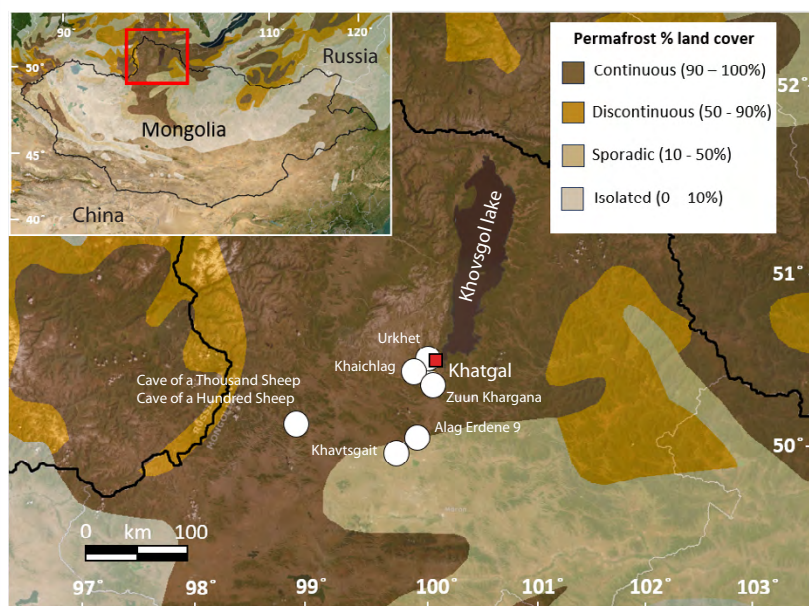 90˚
100˚
110˚
120˚
50˚
45˚
40˚
Russia
Mongolia
China
Permafrost % land cover
Continuous (90 – 100%)
Discontinuous (50 - 90%)
Sporadic (10 - 50%)
Isolated (0 10%)
52˚
51˚
50˚
Khovsgol lake
Urkhet
Khaichlag
Khatgal
Zuun Khargana
Cave of a Thousand Sheep
Cave of a Hundred Sheep
Alag Erdene 9
Khavtsgait
MONGOLIA
0 km 100
97˚
98˚
99˚
100˚
101˚
102˚
103˚